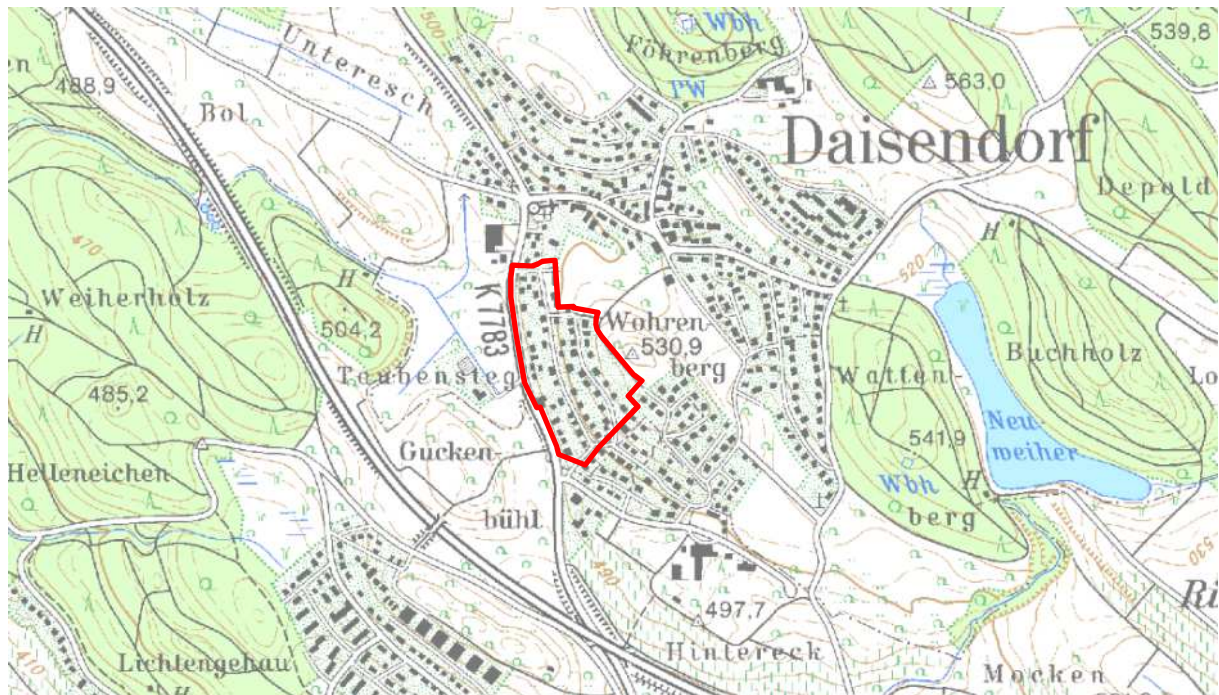 Wbh
Föhrenberg
539,8
500
Unteresch
488,9
PW
563,0
Bol
Daisendorf
Depold
470
H
H
520
Weiherholz
K 7783
504,2
H
Wohren-
530,9
berg
Buchholz
Taubensteg
485,2
Watten-
Neu-
weiher
541,9
Gucken-
Helleneichen
Wbh
H
berg
bühl
530
490
497,7
Hintereck
Lichtengehau
410
Mocken
H